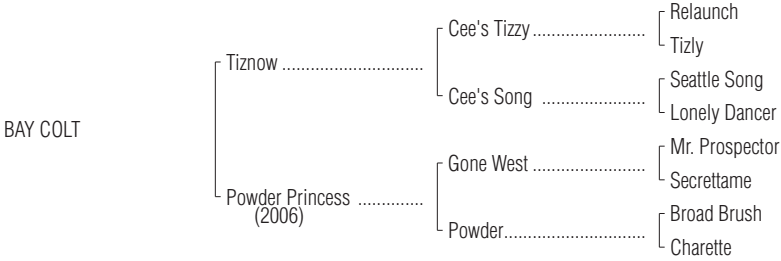 Relaunch
Cee's Tizzy ........................
Tizly
Tiznow ..............................
Seattle Song
Cee's Song ......................
Lonely Dancer
BAY COLT
Mr. Prospector
Gone West ........................
Secrettame
Powder Princess ..............
(2006)
Broad Brush
Powder..............................
Charette